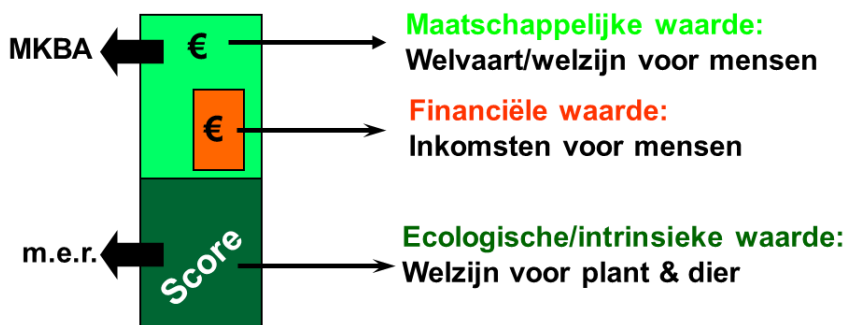 MKBA
€
Maatschappelijke waarde:
Welvaart/welzijn voor mensen
€
Financiële waarde:
Inkomsten voor mensen
m.e.r.
Score
Ecologische/intrinsieke waarde:
Welzijn voor plant & dier